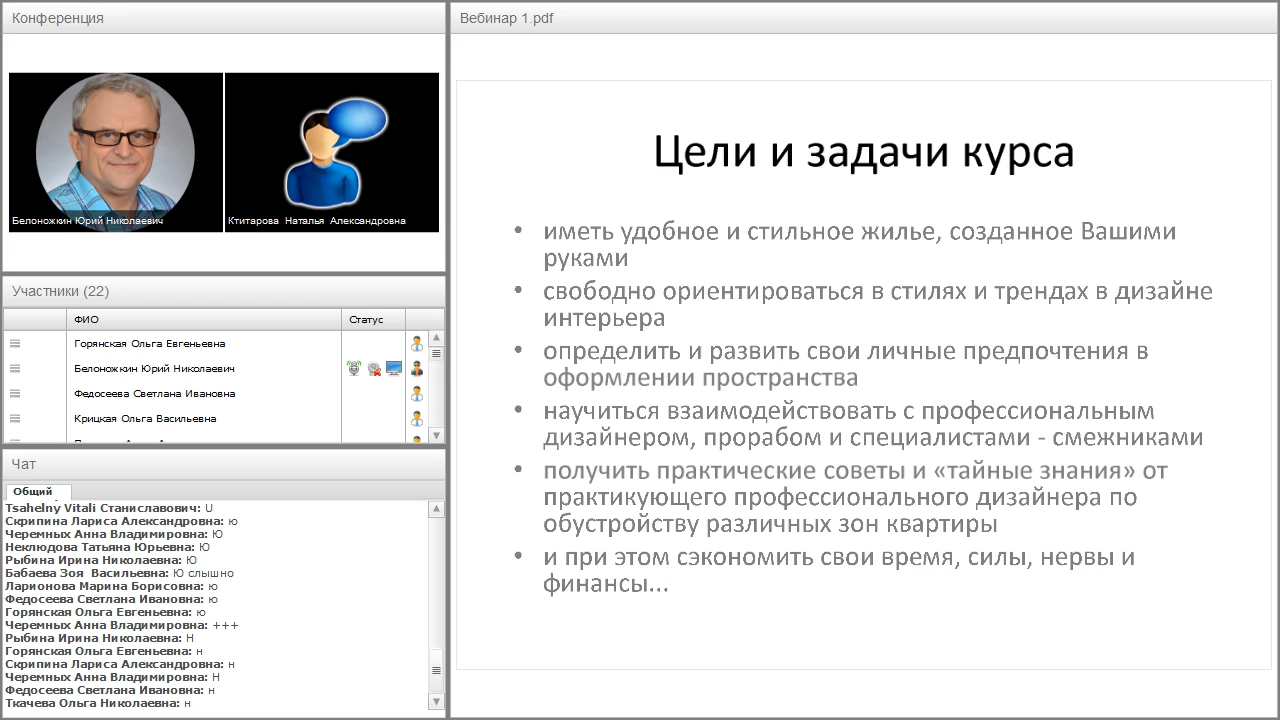 Конференция
Белоножкин Юрий Николаевич
Ктитарова Наталья Александровна
Участники (22)
ФИО
Статус
Горянская Ольга Евгеньевна
Белоножкин Юрий Николаевич
Федосеева Светлана Ивановна
Крицкая Ольга Васильевна
Чат
Общий
Tsahelny Vitali Станиславович: U
Скрипина Лариса Александровна: ю
Черемных Анна Владимировна: Ю
Неклюдова Татьяна Юрьевна: Ю
Рыбина Ирина Николаевна: Ю
Бабаева Зоя Васильевна: Ю слышно
Ларионова Марина Борисовна: ю
Федосеева Светлана Ивановна: ю
Горянская Ольга Евгеньевна: ю
Черемных Анна Владимировна: +++
Рыбина Ирина Николаевна: Н
Горянская Ольга Евгеньевна: н
Скрипина Лариса Александровна: н
Черемных Анна Владимировна: Н
Федосеева Светлана Ивановна: н
Ткачева Ольга Николаевна: н
Вебинар 1.pdf
Цели и задачи курса
• иметь удобное и стильное жилье, созданное Вашими
руками
• свободно ориентироваться в стилях и трендах в дизайне
интерьера
• определить и развить свои личные предпочтения в
оформлении пространства
• научиться взаимодействовать с профессиональным
дизайнером, прорабом и специалистами - смежниками
• получить практические советы и «тайные знания» от
практикующего профессионального дизайнера по
обустройству различных зон квартиры
• и при этом сэкономить свои время, силы, нервы и
финансы...